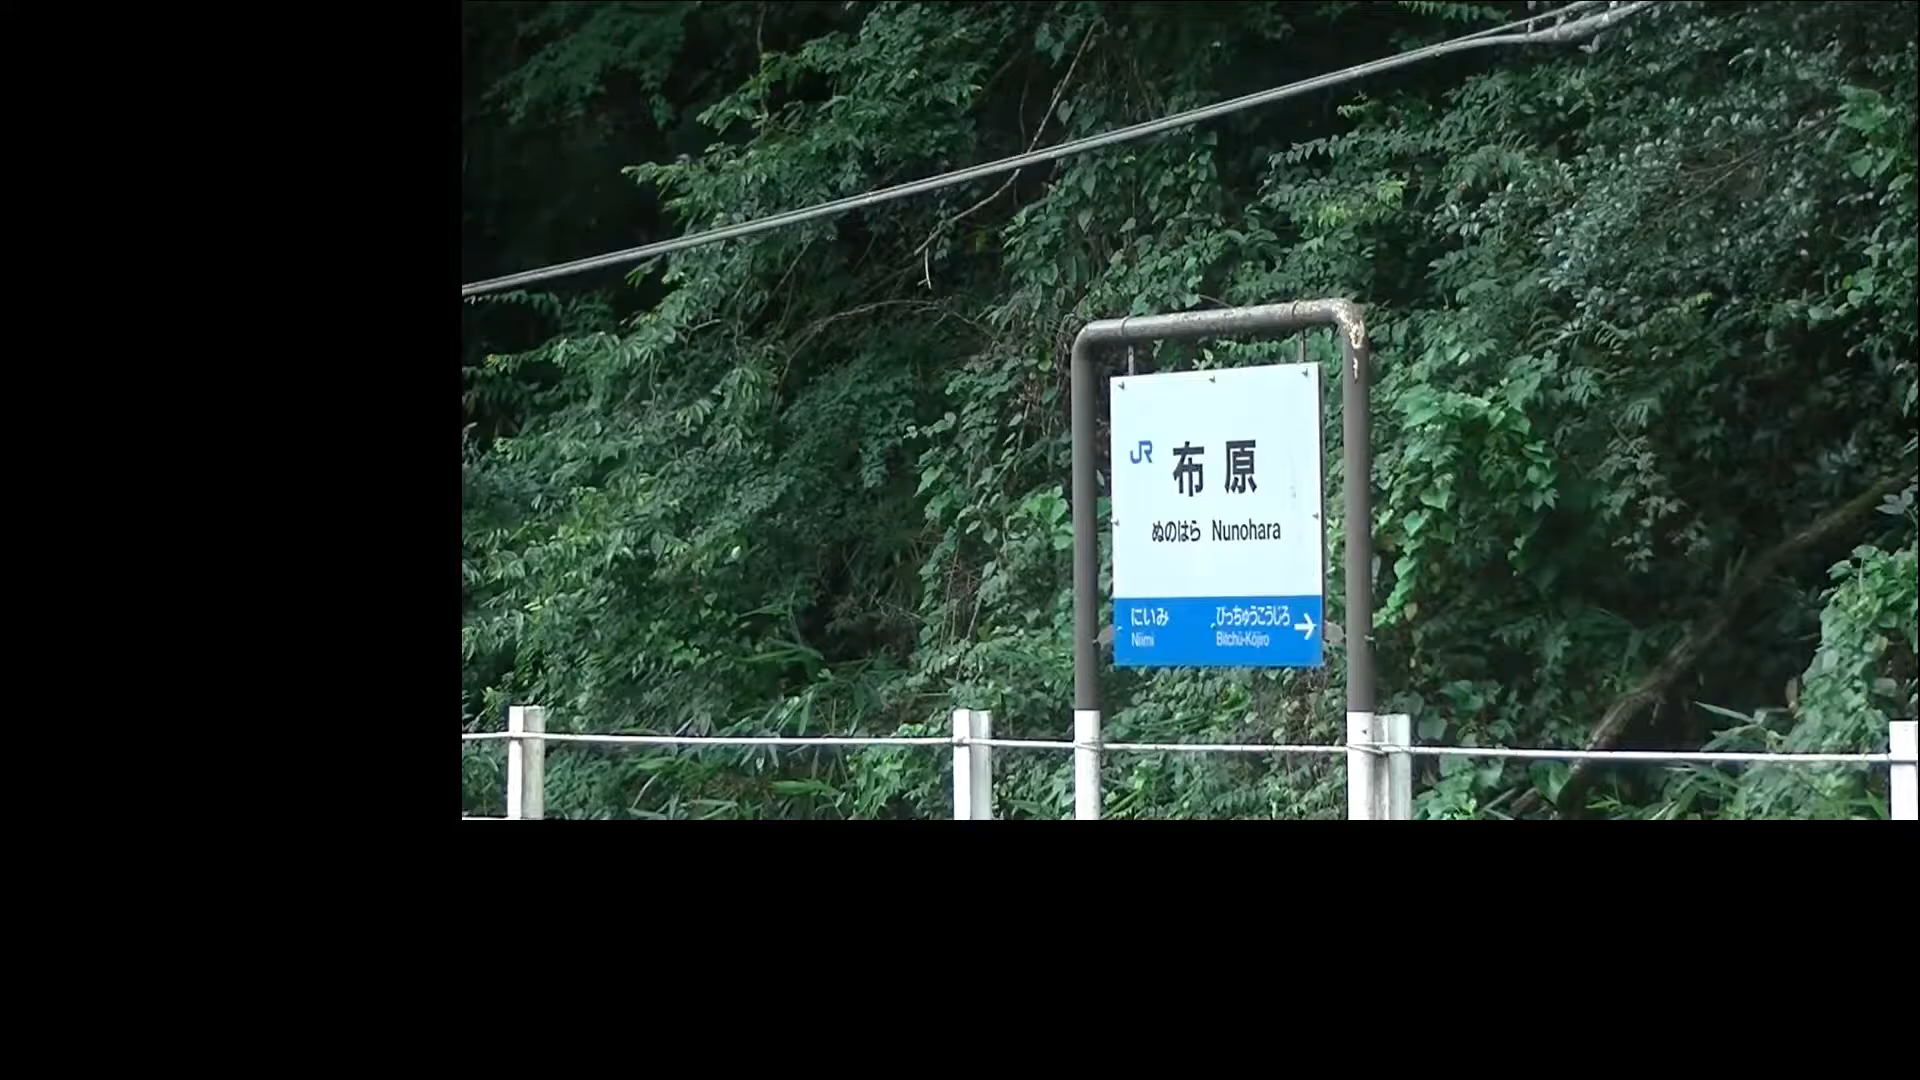 JR 布原
ぬのはら Nunohara
にいみ びっちゅうこうじろ →
Niimi Bitchū-Kōjiro